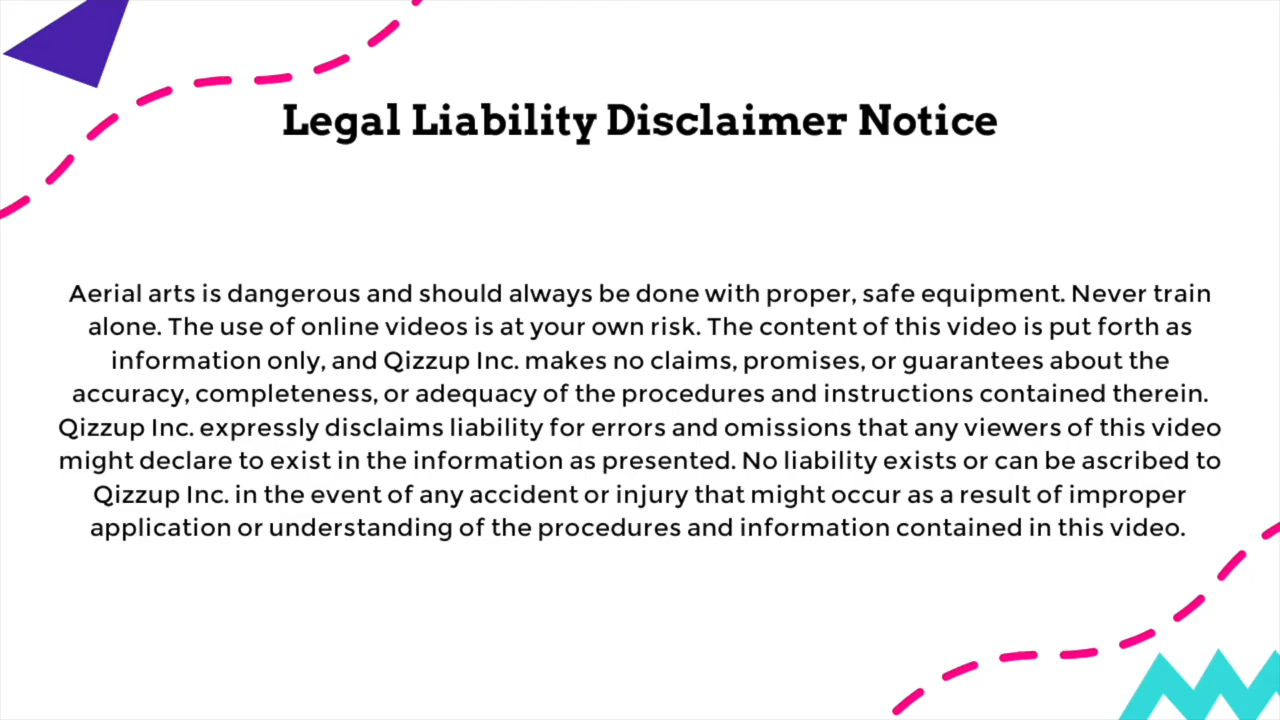 Legal Liability Disclaimer Notice
Aerial arts is dangerous and should always be done with proper, safe equipment. Never train
alone. The use of online videos is at your own risk. The content of this video is put forth as
information only, and Qizzup Inc. makes no claims, promises, or guarantees about the
accuracy, completeness, or adequacy of the procedures and instructions contained therein.
Qizzup Inc. expressly disclaims liability for errors and omissions that any viewers of this video
might declare to exist in the information as presented. No liability exists or can be ascribed to
Qizzup Inc. in the event of any accident or injury that might occur as a result of improper
application or understanding of the procedures and information contained in this video.